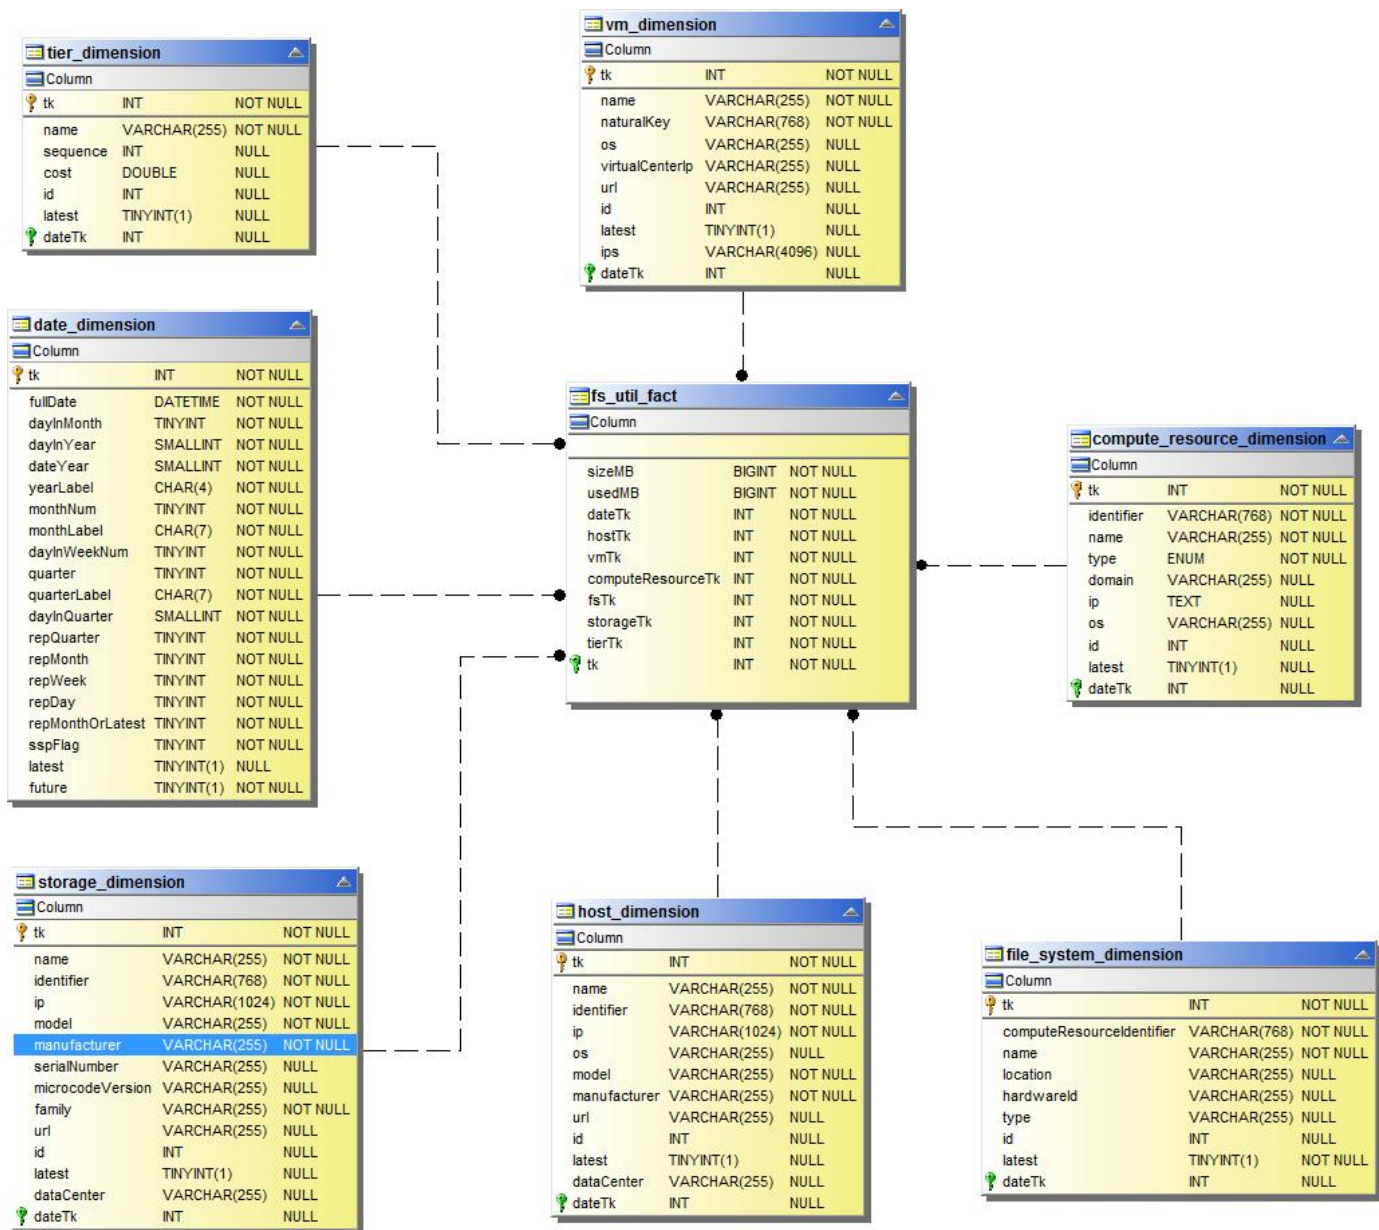 tier_dimension
Column
tk INT NOT NULL
name VARCHAR(255) NOT NULL
sequence INT NULL
cost DOUBLE NULL
id INT NULL
latest TINYINT(1) NULL
dateTk INT NULL
vm_dimension
Column
tk INT NOT NULL
name VARCHAR(255) NOT NULL
naturalKey VARCHAR(768) NOT NULL
os VARCHAR(255) NULL
virtualCenterIp VARCHAR(255) NULL
url VARCHAR(255) NULL
id INT NULL
latest TINYINT(1) NULL
ips VARCHAR(4096) NULL
dateTk INT NULL
date_dimension
Column
tk INT NOT NULL
fullDate DATETIME NOT NULL
dayInMonth TINYINT NOT NULL
dayInYear SMALLINT NOT NULL
dateYear SMALLINT NOT NULL
yearLabel CHAR(4) NOT NULL
monthNum TINYINT NOT NULL
monthLabel CHAR(7) NOT NULL
dayInWeekNum TINYINT NOT NULL
quarter TINYINT NOT NULL
quarterLabel CHAR(7) NOT NULL
dayInQuarter SMALLINT NOT NULL
repQuarter TINYINT NOT NULL
repMonth TINYINT NOT NULL
repWeek TINYINT NOT NULL
repDay TINYINT NOT NULL
repMonthOrLatest TINYINT NOT NULL
sspFlag TINYINT NOT NULL
latest TINYINT(1) NULL
future TINYINT(1) NOT NULL
fs_util_fact
Column
sizeMB BIGINT NOT NULL
usedMB BIGINT NOT NULL
dateTk INT NOT NULL
hostTk INT NOT NULL
vmTk INT NOT NULL
computeResourceTk INT NOT NULL
fsTk INT NOT NULL
storageTk INT NOT NULL
tierTk INT NOT NULL
tk INT NOT NULL
compute_resource_dimension
Column
tk INT NOT NULL
identifier VARCHAR(768) NOT NULL
name VARCHAR(255) NOT NULL
type ENUM NOT NULL
domain VARCHAR(255) NULL
ip TEXT NULL
os VARCHAR(255) NULL
id INT NULL
latest TINYINT(1) NULL
dateTk INT NULL
storage_dimension
Column
tk INT NOT NULL
name VARCHAR(255) NOT NULL
identifier VARCHAR(768) NOT NULL
ip VARCHAR(1024) NOT NULL
model VARCHAR(255) NOT NULL
manufacturer VARCHAR(255) NOT NULL
serialNumber VARCHAR(255) NULL
microcodeVersion VARCHAR(255) NULL
family VARCHAR(255) NOT NULL
url VARCHAR(255) NULL
id INT NULL
latest TINYINT(1) NULL
dataCenter VARCHAR(255) NULL
dateTk INT NULL
host_dimension
Column
tk INT NOT NULL
name VARCHAR(255) NOT NULL
identifier VARCHAR(768) NOT NULL
ip VARCHAR(1024) NOT NULL
os VARCHAR(255) NULL
model VARCHAR(255) NOT NULL
manufacturer VARCHAR(255) NOT NULL
url VARCHAR(255) NULL
id INT NULL
latest TINYINT(1) NULL
dataCenter VARCHAR(255) NULL
dateTk INT NULL
file_system_dimension
Column
tk INT NOT NULL
computeResourceIdentifier VARCHAR(768) NOT NULL
name VARCHAR(255) NOT NULL
location VARCHAR(255) NULL
hardwareId VARCHAR(255) NULL
type VARCHAR(255) NULL
id INT NULL
latest TINYINT(1) NOT NULL
dateTk INT NULL